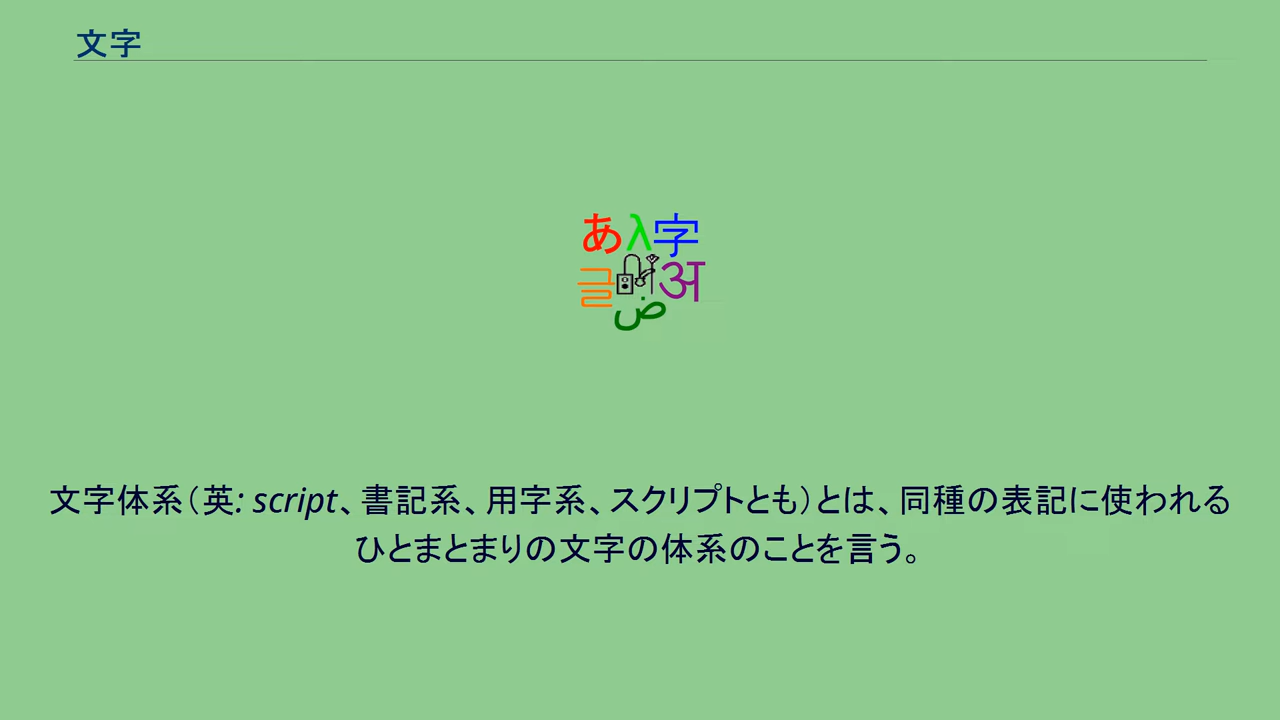 文字
あλ字
글अ
ض
文字体系（英: script、書記系、用字系、スクリプトとも）とは、同種の表記に使われる
ひとまとまりの文字の体系のことを言う。